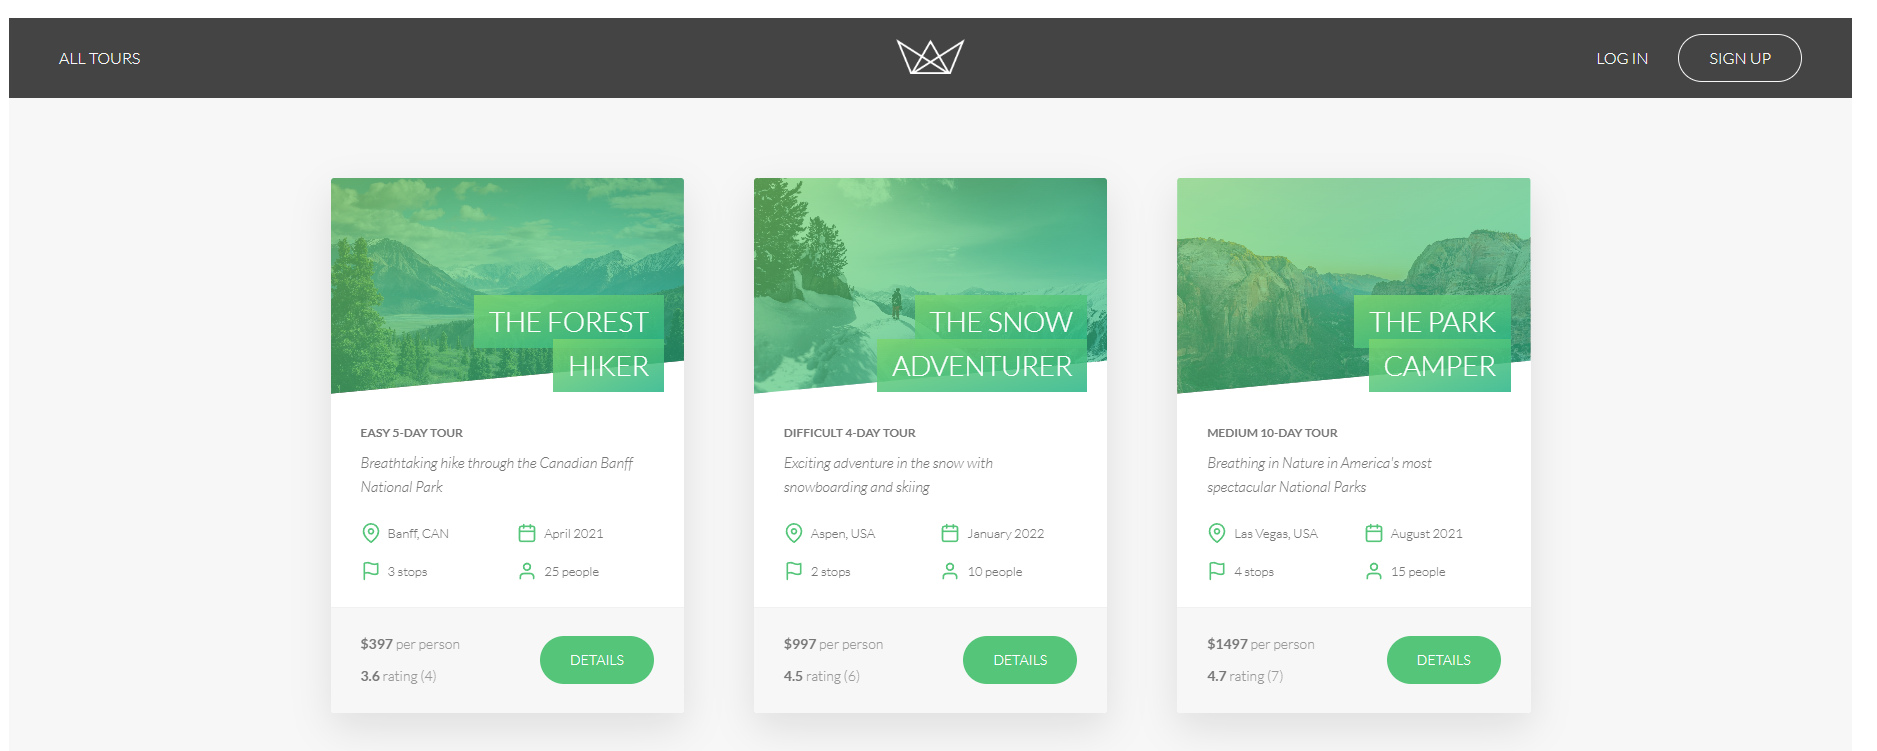 ALL TOURS
LOG IN
SIGN UP
THE FOREST
HIKER
EASY 5-DAY TOUR
Breathtaking hike through the Canadian Banff
National Park
Banff, CAN
April 2021
3 stops
25 people
$397 per person
3.6 rating (4)
DETAILS
THE SNOW
ADVENTURER
DIFFICULT 4-DAY TOUR
Exciting adventure in the snow with
snowboarding and skiing
Aspen, USA
January 2022
2 stops
10 people
$997 per person
4.5 rating (6)
DETAILS
THE PARK
CAMPER
MEDIUM 10-DAY TOUR
Breathing in Nature in America's most
spectacular National Parks
Las Vegas, USA
August 2021
4 stops
15 people
$1497 per person
4.7 rating (7)
DETAILS